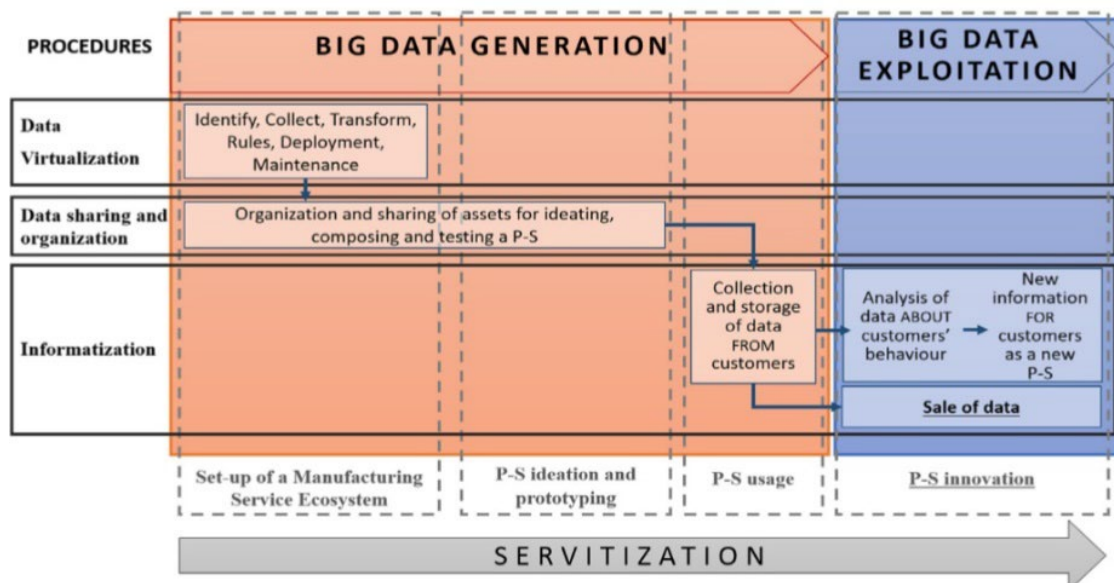 PROCEDURES
BIG DATA GENERATION
BIG DATA
EXPLOITATION
Data
Virtualization
Identify, Collect, Transform,
Rules, Deployment,
Maintenance
Data sharing and
organization
Organization and sharing of assets for ideating,
composing and testing a P-S
Informatization
Collection
and storage
of data
FROM
customers
Analysis of
data ABOUT
customers'
behaviour
New
information
FOR
customers
as a new
P-S
Sale of data
Set-up of a Manufacturing
Service Ecosystem
P-S ideation and
prototyping
P-S usage
P-S innovation
SERVITIZATION